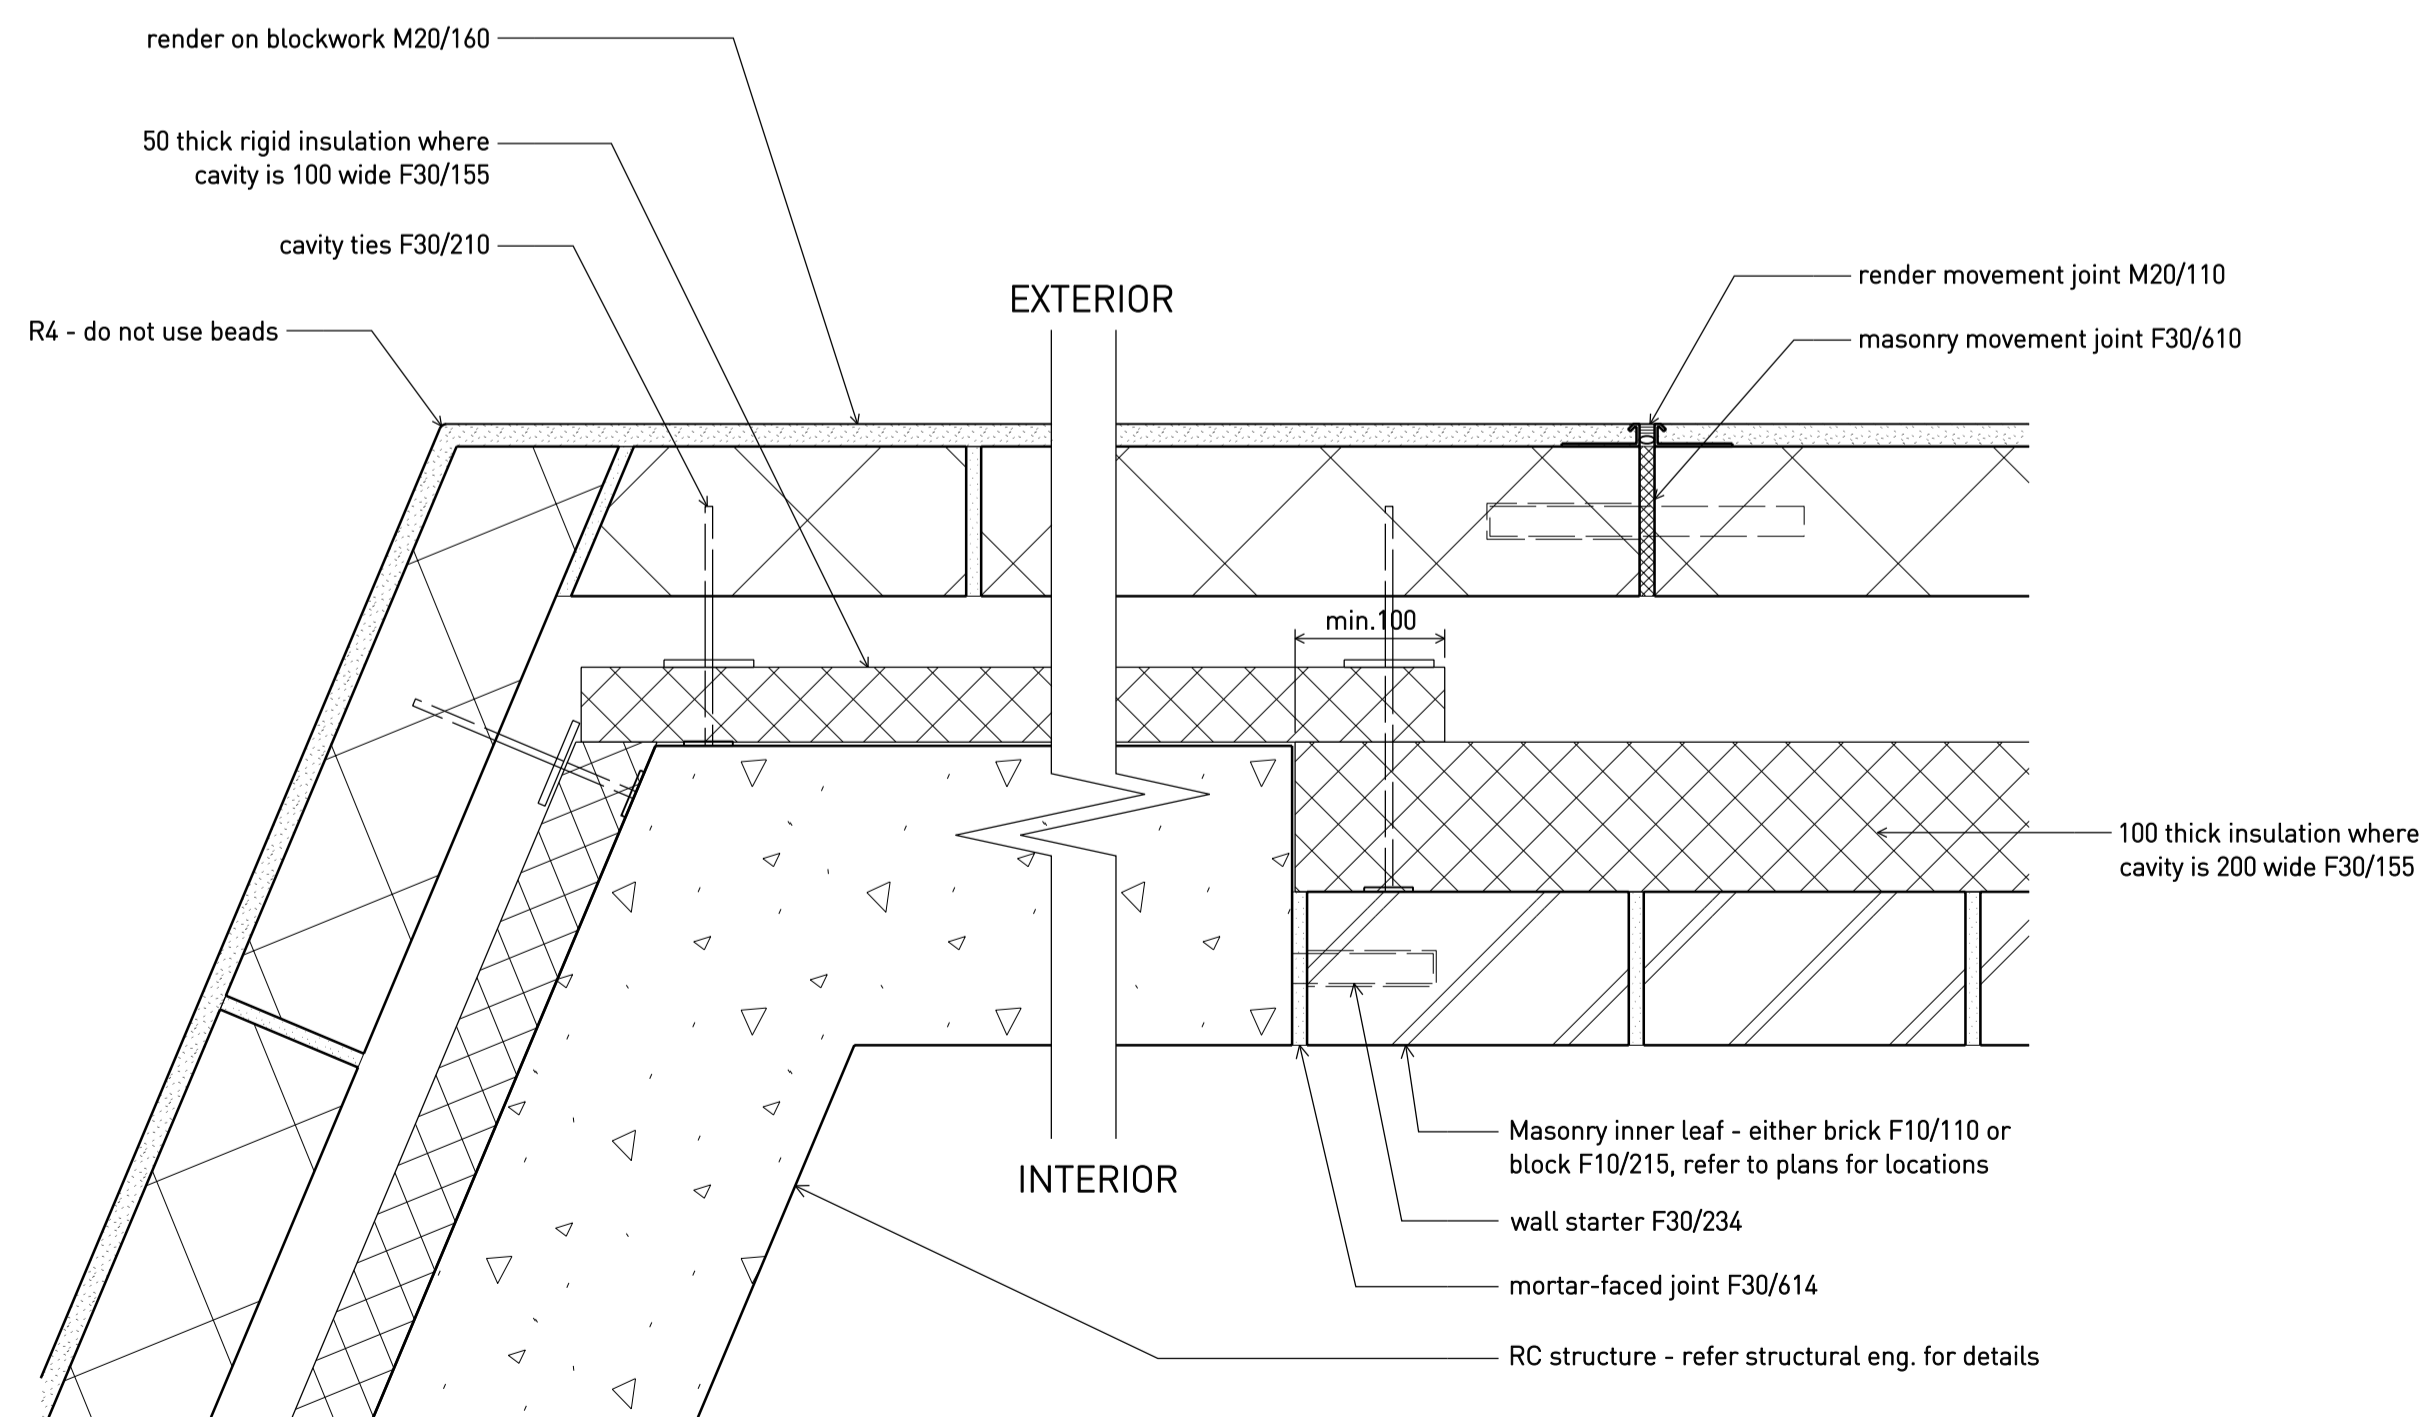 render on blockwork M20/160
50 thick rigid insulation where
cavity is 100 wide F30/155
cavity ties F30/210
R4 - do not use beads
EXTERIOR
render movement joint M20/110
masonry movement joint F30/610
min.100
100 thick insulation where
cavity is 200 wide F30/155
INTERIOR
Masonry inner leaf - either brick F10/110 or
block F10/215, refer to plans for locations
wall starter F30/234
mortar-faced joint F30/614
RC structure - refer structural eng. for details